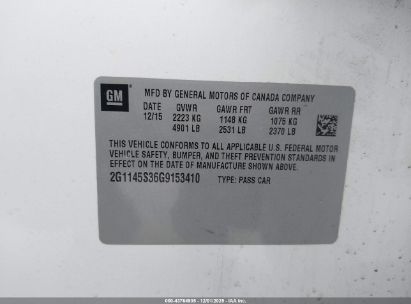 GM
MFD BY GENERAL MOTORS OF CANADA COMPANY
DATE GVWR GAWR FRT GAWR RR
12/15 2223 KG 1148 KG 1075 KG
4901 LB 2531 LB 2370 LB
THIS VEHICLE CONFORMS TO ALL APPLICABLE U.S. FEDERAL MOTOR
VEHICLE SAFETY, BUMPER, AND THEFT PREVENTION STANDARDS
IN EFFECT ON THE DATE OF MANUFACTURE SHOWN ABOVE.
2G1145S36G9153410 TYPE: PASS CAR